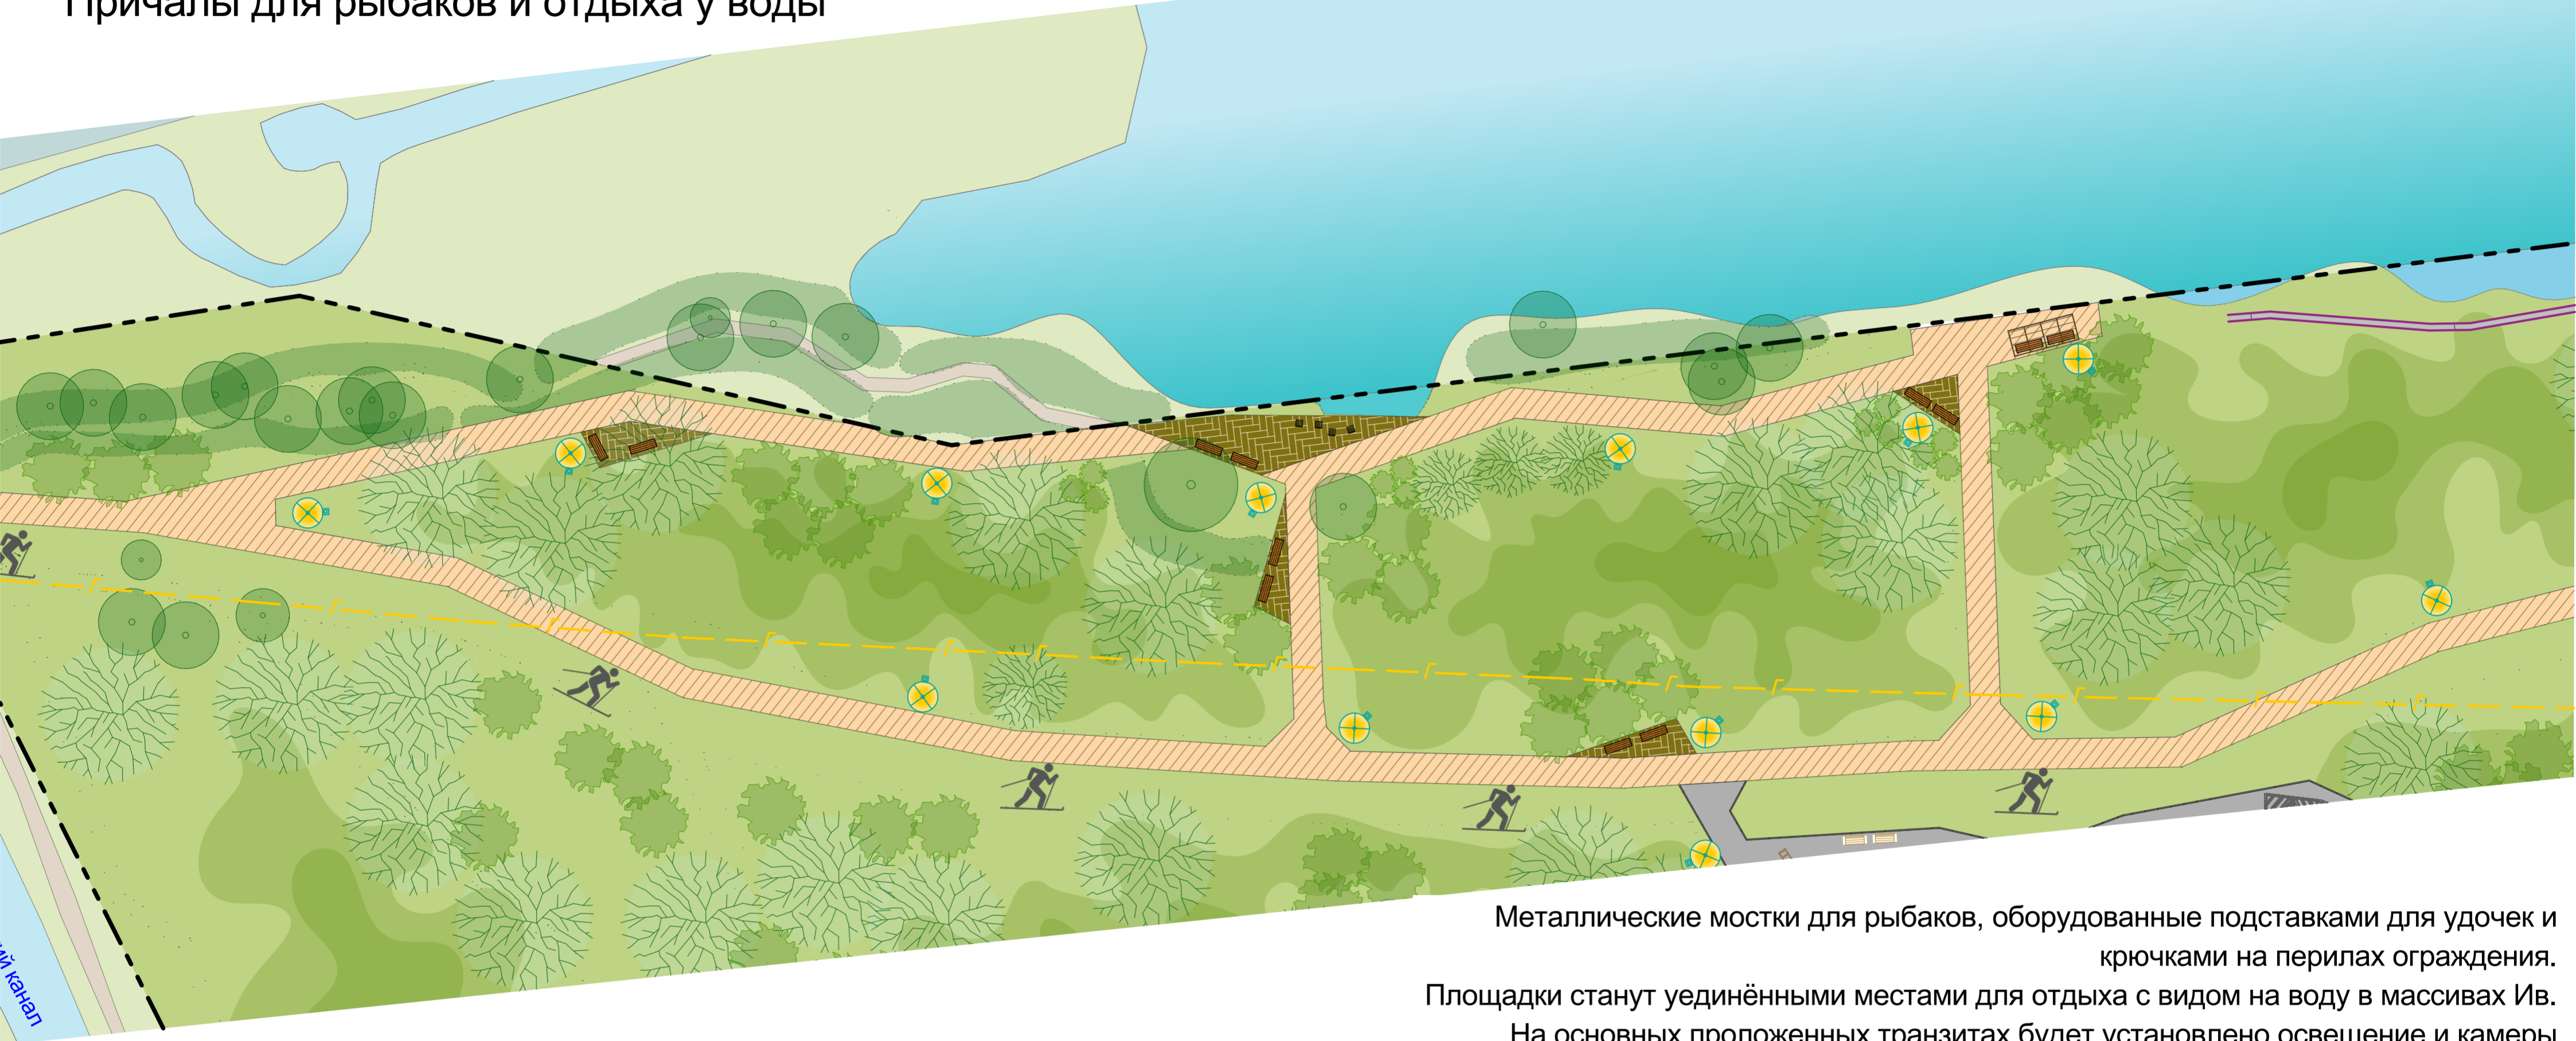 Причалы для рыбаков и отдыха у воды
ий канал
Металлические мостки для рыбаков, оборудованные подставками для удочек и
крючками на перилах ограждения.
Площадки станут уединёнными местами для отдыха с видом на воду в массивах Ив.
На основных проложенных транзитах будет установлено освещение и камеры